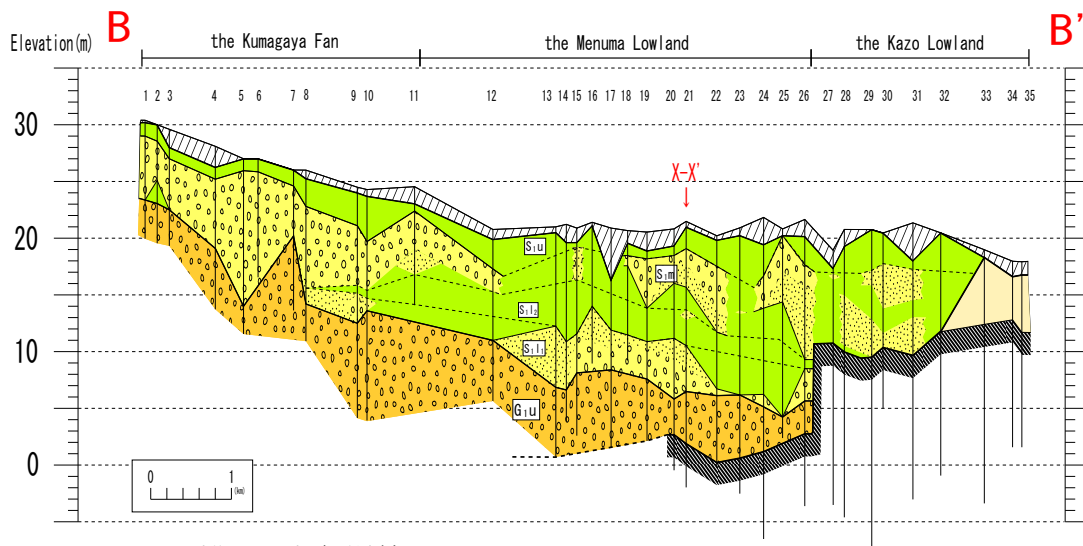 B B'
Elevation(m) the Kumagaya Fan the Menuma Lowland the Kazo Lowland
1 2 3 4 5 6 7 8 9 10 11 12 13 14 15 16 17 18 19 20 21 22 23 24 25 26 27 28 29 30 31 32 33 34 35
30
X-X'
20
S₁u
S₁m
S₁l₂
10
S₁l₁
G₁u
0
0 1
(km)